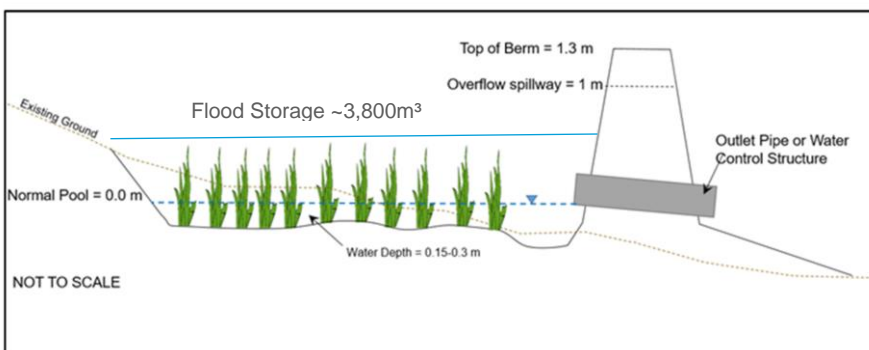 Top of Berm = 1.3 m
Overflow spillway = 1 m
Flood Storage ~3,800m³
Existing Ground
Outlet Pipe or Water
Control Structure
Normal Pool = 0.0 m
Water Depth = 0.15-0.3 m
NOT TO SCALE